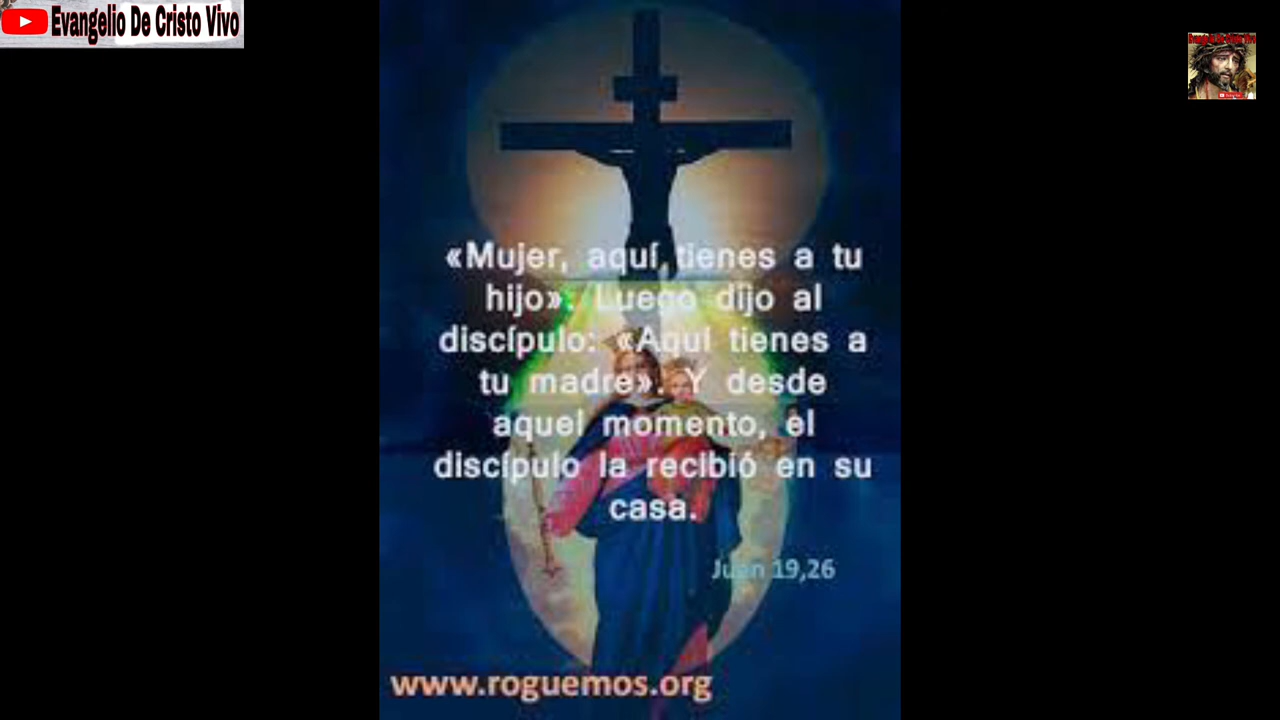 Evangelio De Cristo Vivo
«Mujer, aquí tienes a tu
hijo». Luego dijo al
discípulo: «Aquí tienes a
tu madre». Y desde
aquel momento, el
discípulo la recibió en su
casa.
Juan 19,26
www.roguemos.org